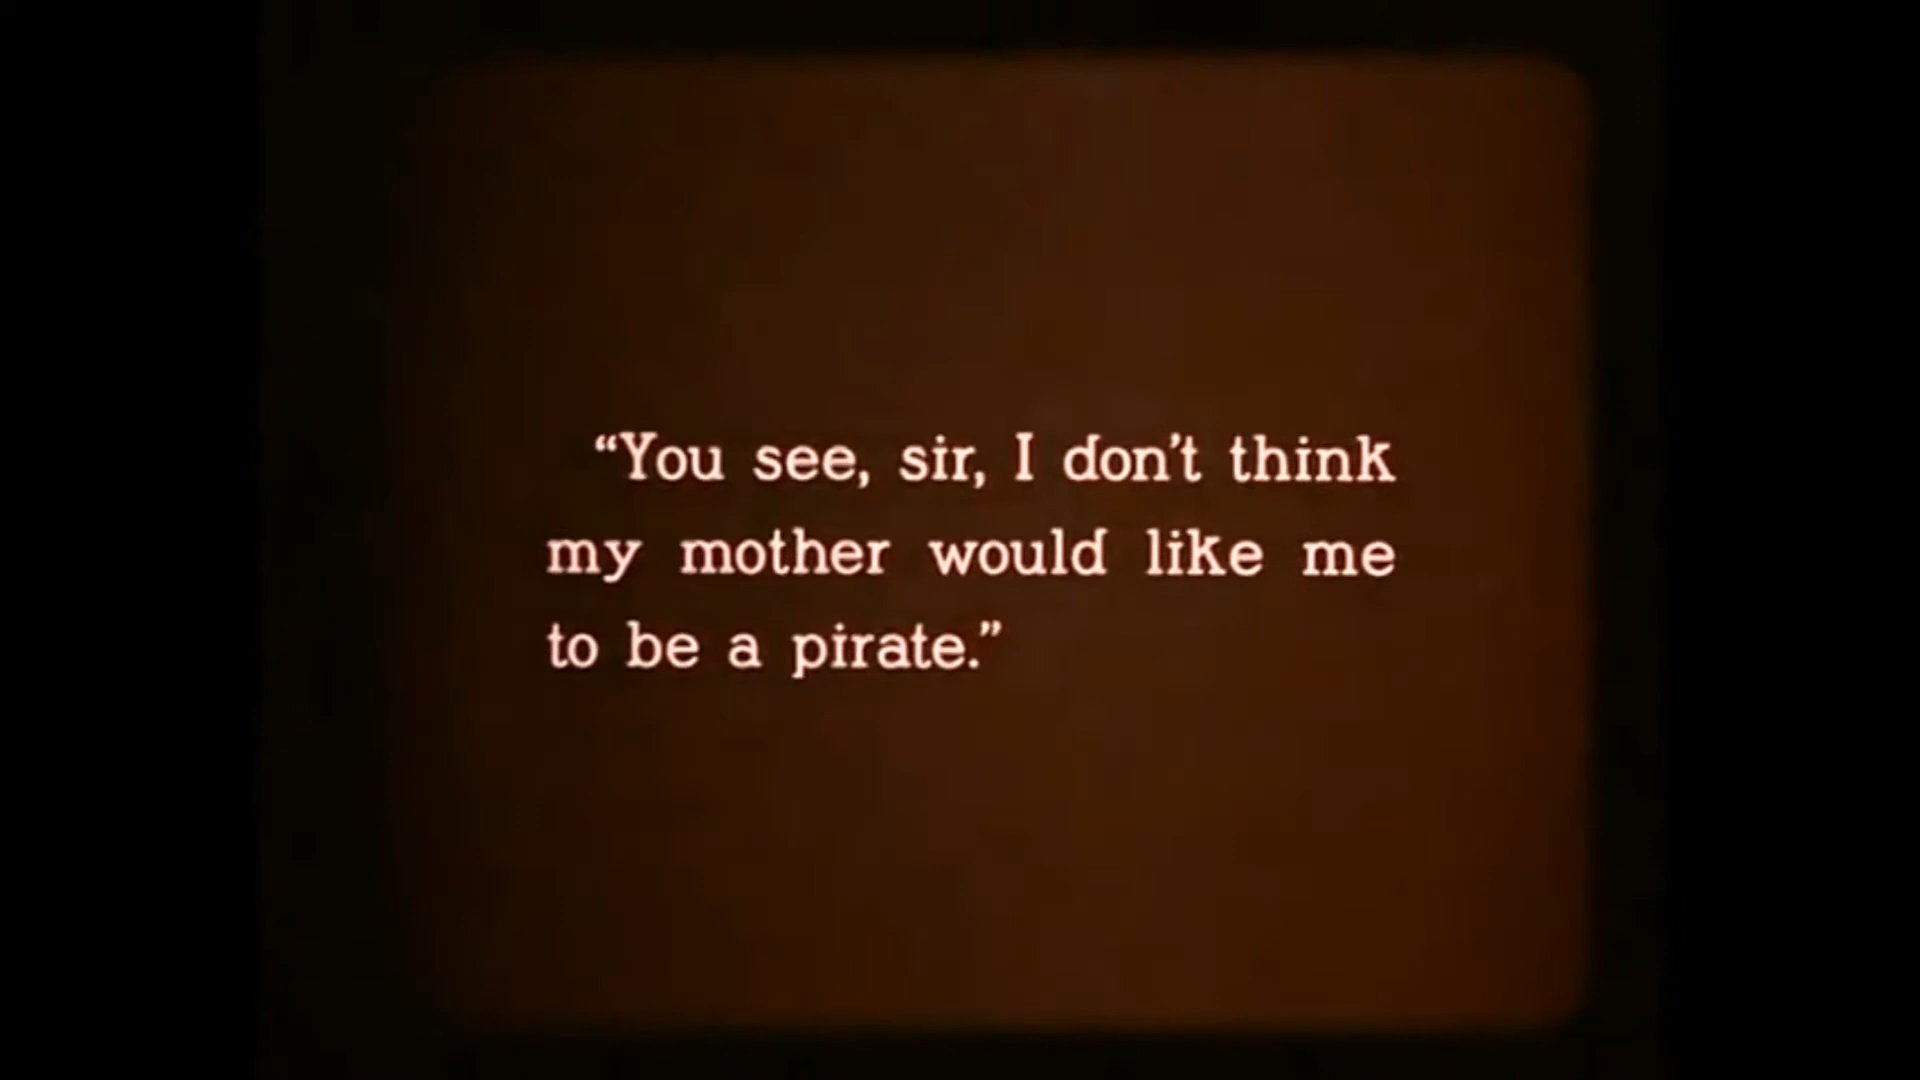 “You see, sir, I don't think
my mother would like me
to be a pirate.”